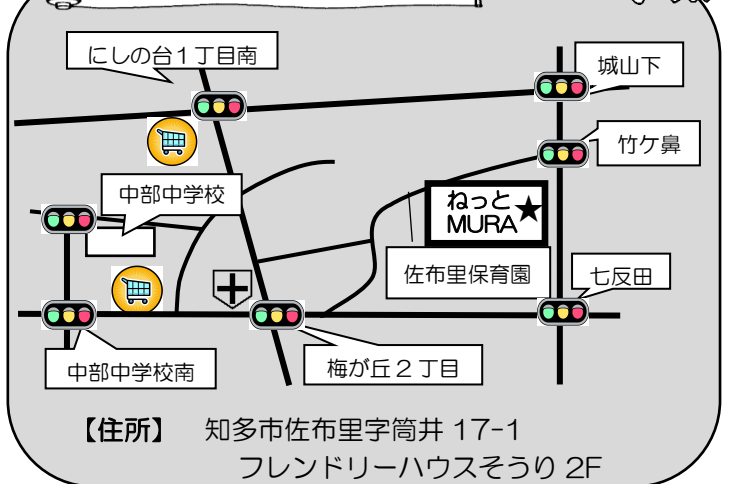 にしの台1丁目南
城山下
竹ケ鼻
中部中学校
ねっと
MURA★
佐布里保育園
七反田
中部中学校南
梅が丘2丁目
【住所】 知多市佐布里字筒井 17-1
フレンドリーハウスそうり 2F